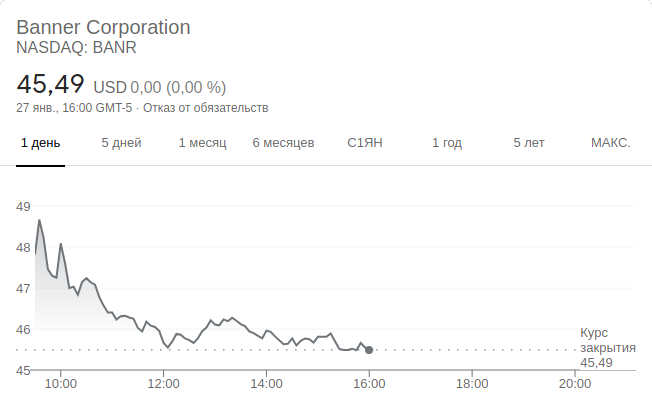 Banner Corporation
NASDAQ: BANR
45,49 USD 0,00 (0,00 %)
27 янв., 16:00 GMT-5 · Отказ от обязательств
1 день 5 дней 1 месяц 6 месяцев С1ЯН 1 год 5 лет МАКС.
49
48
47
46
45
Курс
закрытия
45,49
10:00 12:00 14:00 16:00 18:00 20:00